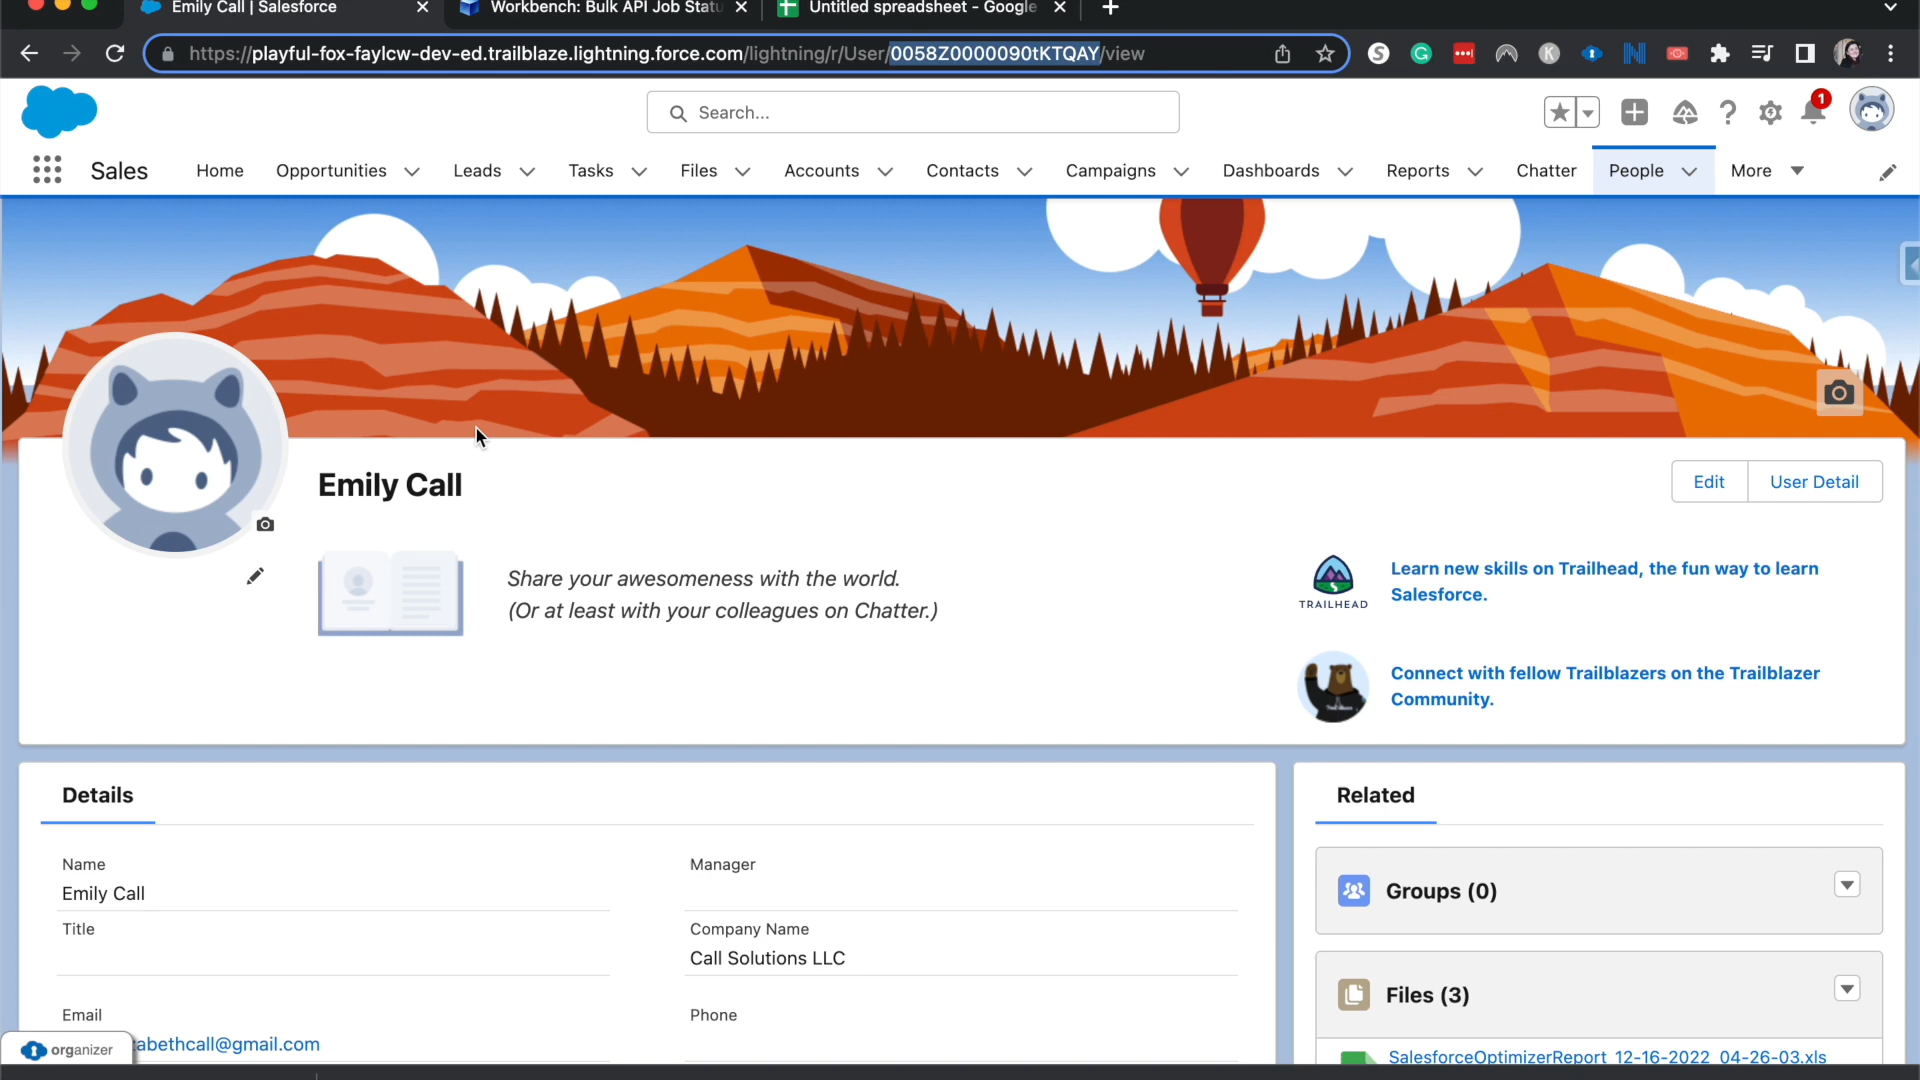 Emily Call | Salesforce
Workbench: Bulk API Job Statu
Untitled spreadsheet - Google
https://playful-fox-faylcw-dev-ed.trailblaze.lightning.force.com/lightning/r/User/0058Z0000090tKTQAY/view
Search...
1
Sales
Home
Opportunities
Leads
Tasks
Files
Accounts
Contacts
Campaigns
Dashboards
Reports
Chatter
People
More
Emily Call
Edit
User Detail
Share your awesomeness with the world.
(Or at least with your colleagues on Chatter.)
TRAILHEAD
Learn new skills on Trailhead, the fun way to learn
Salesforce.
Connect with fellow Trailblazers on the Trailblazer
Community.
Details
Related
Name
Emily Call
Manager
Title
Company Name
Call Solutions LLC
Email
abethcall@gmail.com
Phone
Groups (0)
Files (3)
SalesforceOptimizerReport_12-16-2022_04-26-03.xls
organizer